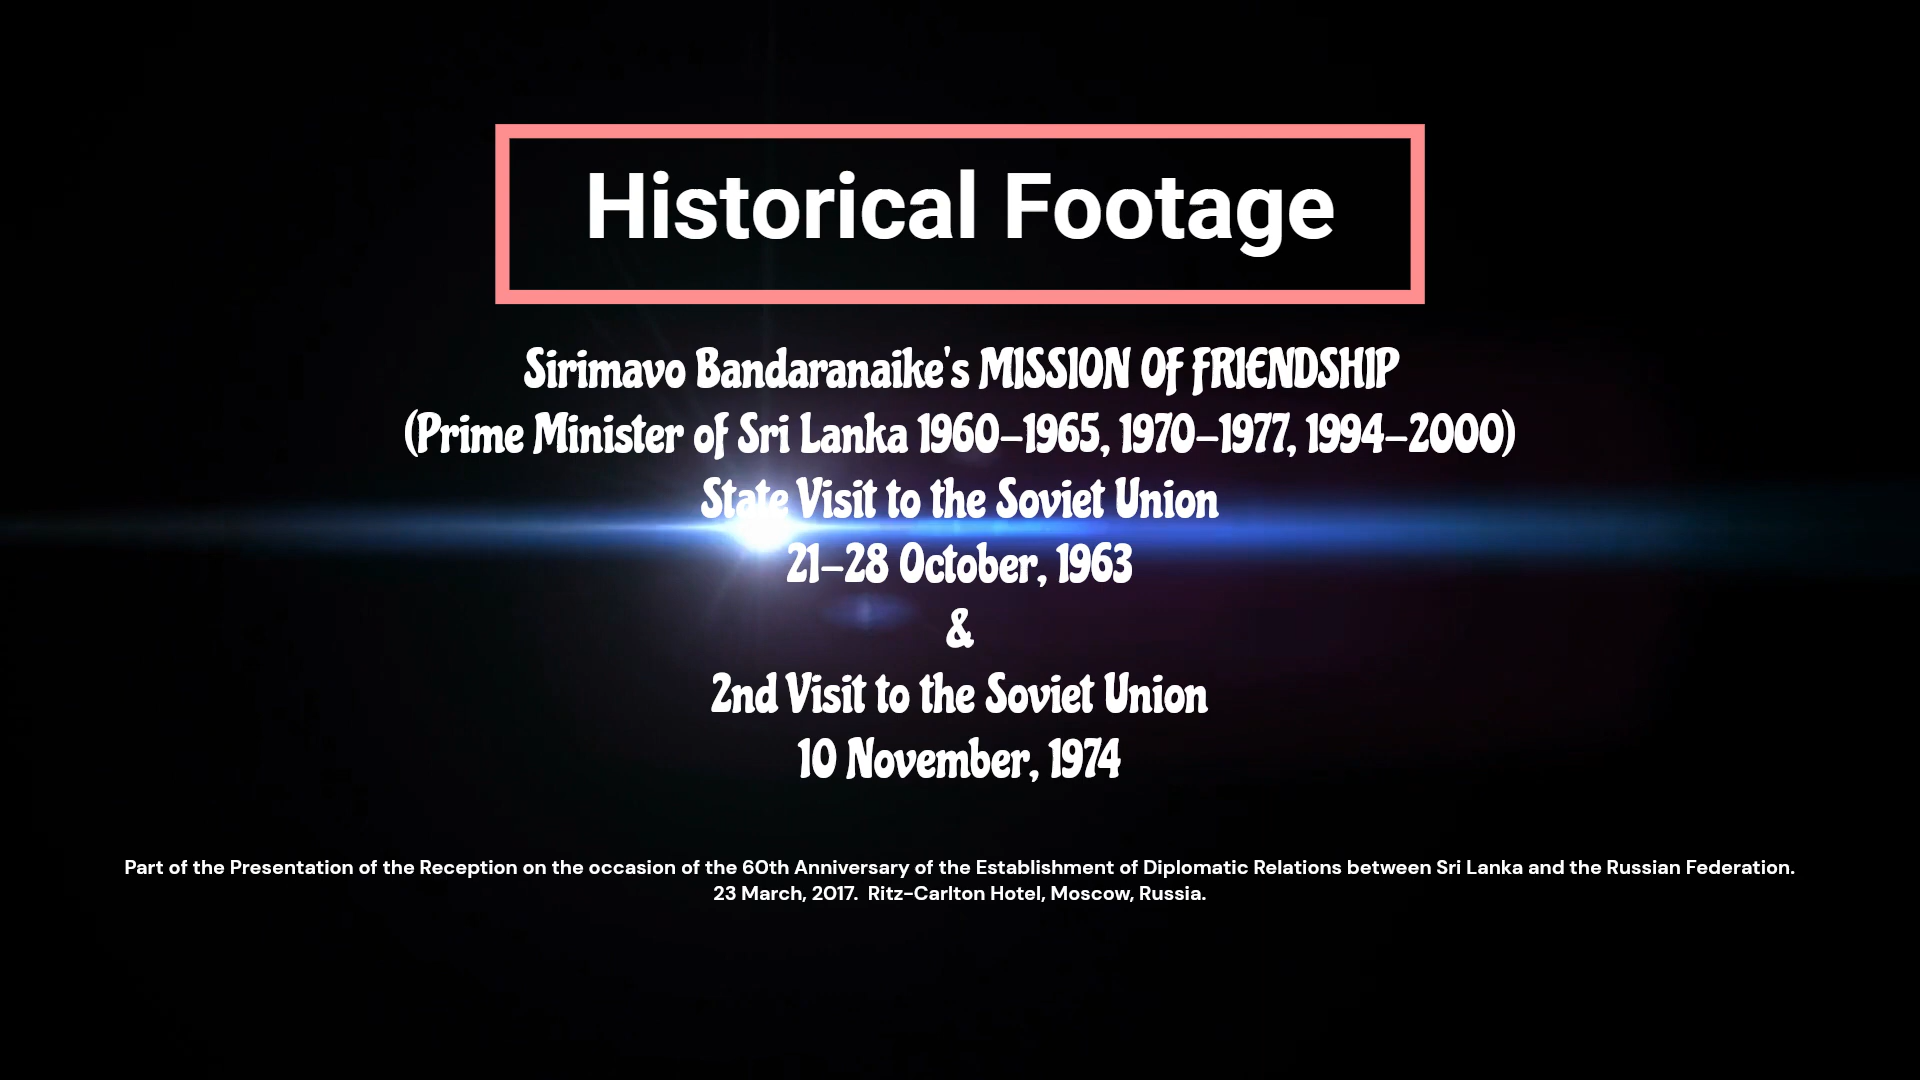 Historical Footage
Sirimavo Bandaranaike's MISSION OF FRIENDSHIP
(Prime Minister of Sri Lanka 1960-1965, 1970-1977, 1994-2000)
State Visit to the Soviet Union
21-28 October, 1963
&
2nd Visit to the Soviet Union
10 November, 1974
Part of the Presentation of the Reception on the occasion of the 60th Anniversary of the Establishment of Diplomatic Relations between Sri Lanka and the Russian Federation.
23 March, 2017. Ritz-Carlton Hotel, Moscow, Russia.